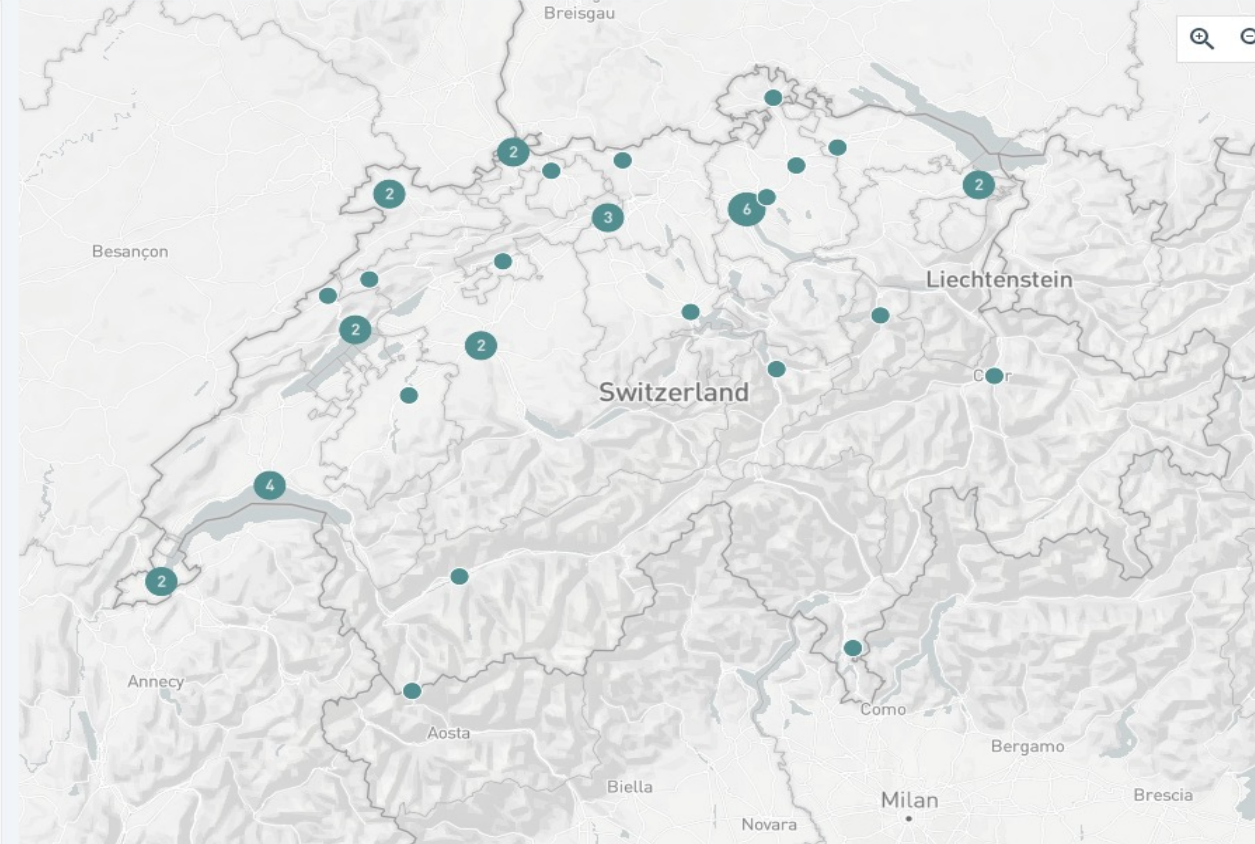 Breisgau
2
2
2
6
3
Besançon
Liechtenstein
2
2
Switzerland
4
2
Annecy
Como
Aosta
Bergamo
Biella
Brescia
Milan
Novara